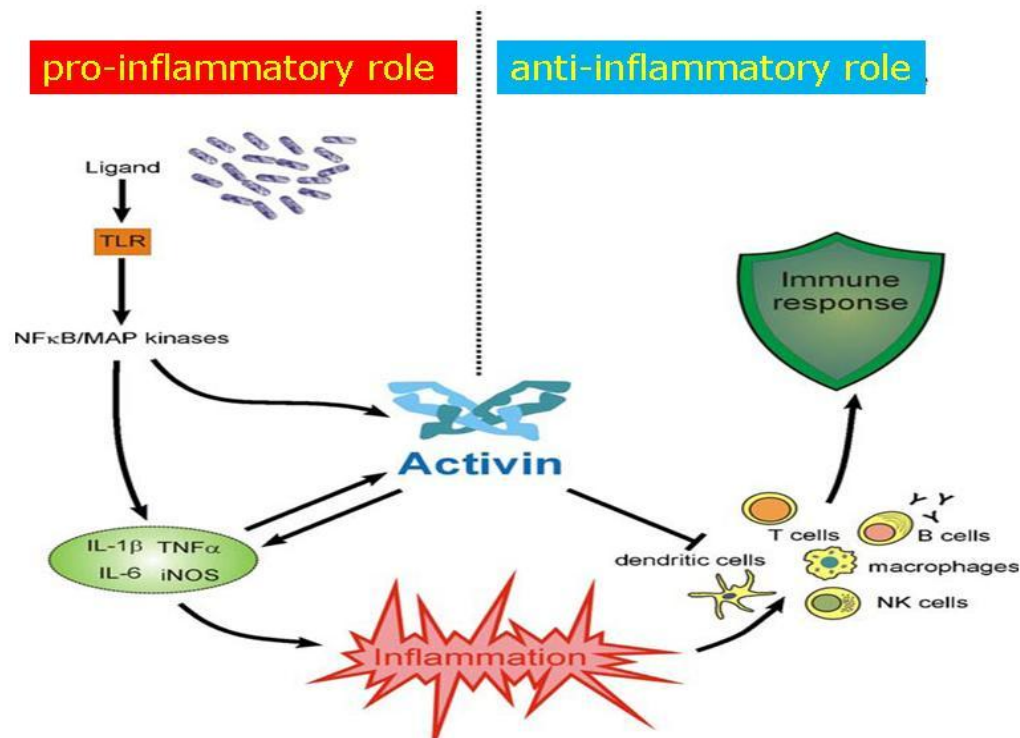 pro-inflammatory role
anti-inflammatory role
Ligand
TLR
NFκB/MAP kinases
Activin
IL-1β TNFα
IL-6 iNOS
Inflammation
Immune
response
T cells
B cells
dendritic cells
macrophages
NK cells